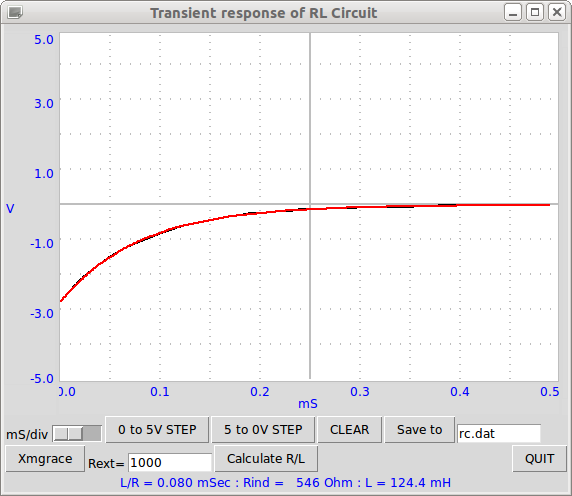 Transient response of RL Circuit
5.0
3.0
1.0
V
-1.0
-3.0
-5.0
0.0 0.1 0.2 0.3 0.4 0.5
mS
mS/div 0 to 5V STEP 5 to 0V STEP CLEAR Save to rc.dat
Xmgrace Rext= 1000 Calculate R/L QUIT
L/R = 0.080 mSec : Rind = 546 Ohm : L = 124.4 mH